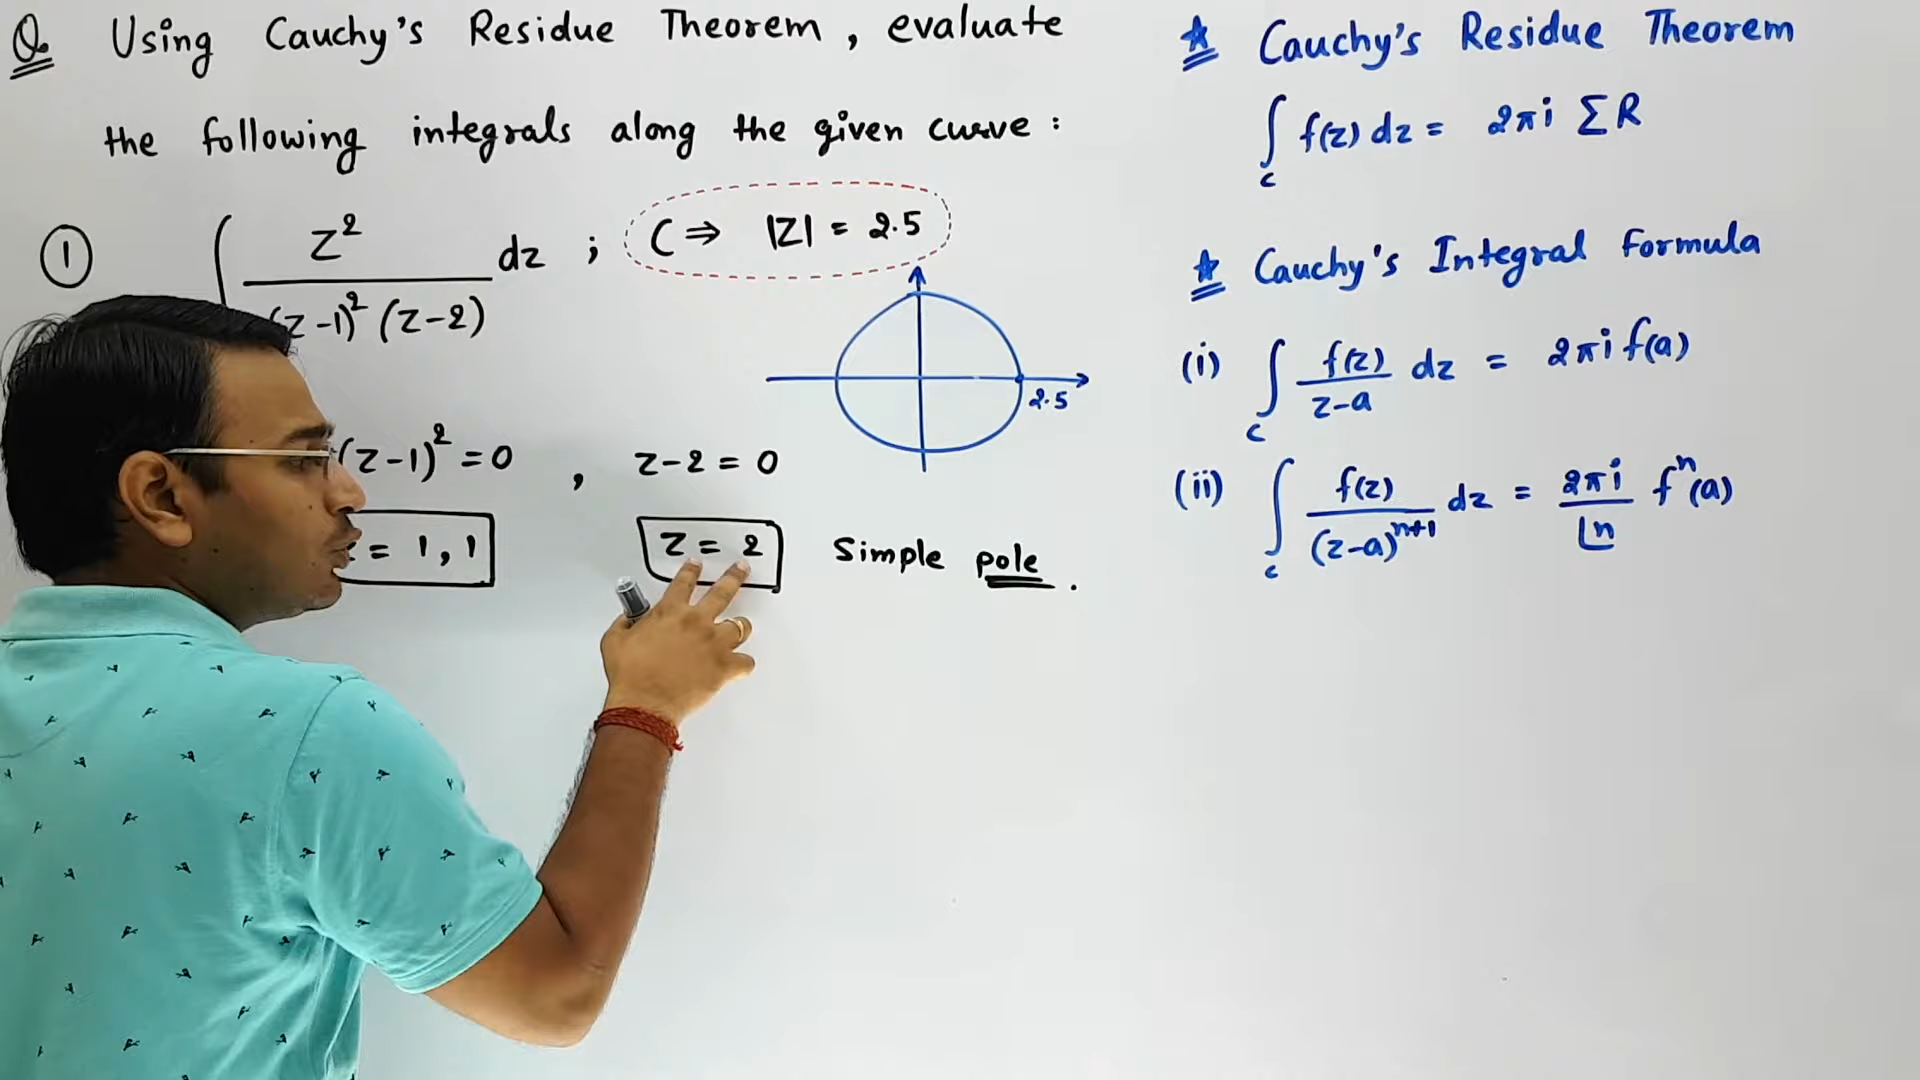 Q Using Cauchy's Residue Theorem, evaluate
the following integrals along the given curve:
① ∫ z² / (z-1)² (z-2) dz ; C ⇒ |z| = 2.5
2.5
(z-1)² = 0 , z-2 = 0
= 1, 1
z = 2 Simple pole.
★ Cauchy's Residue Theorem
∫c f(z) dz = 2πi ΣR
★ Cauchy's Integral Formula
(i) ∫c f(z) / z-a dz = 2πi f(a)
(ii) ∫c f(z) / (z-a)ⁿ⁺¹ dz = 2πi / ⌊n fⁿ(a)